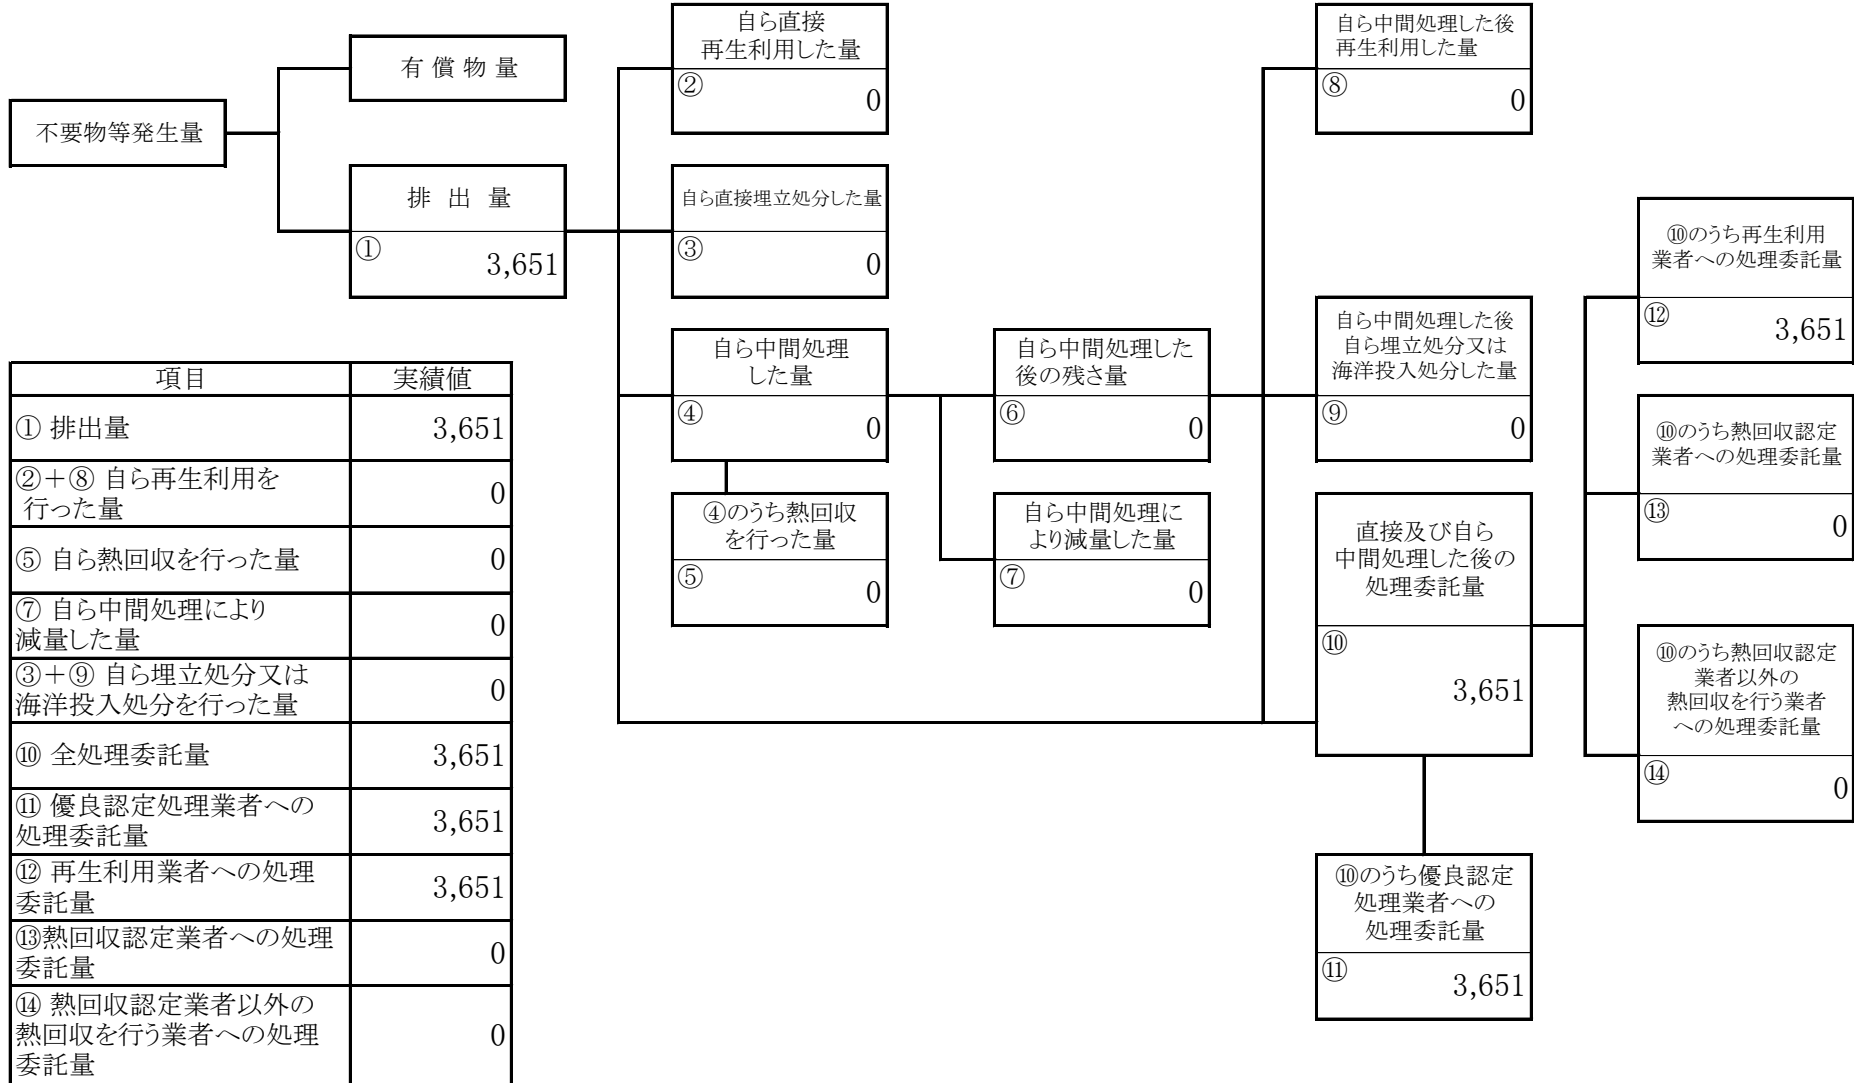 不要物等発生量
有 償 物 量
排 出 量
①
3,651
自ら直接
再生利用した量
②
0
自ら直接埋立処分した量
③
0
自ら中間処理
した量
④
0
④のうち熱回収
を行った量
⑤
0
自ら中間処理した
後の残さ量
⑥
0
自ら中間処理に
より減量した量
⑦
0
自ら中間処理した後
再生利用した量
⑧
0
自ら中間処理した後
自ら埋立処分又は
海洋投入処分した量
⑨
0
直接及び自ら
中間処理した後の
処理委託量
⑩
3,651
⑩のうち優良認定
処理業者への
処理委託量
⑪
3,651
⑩のうち再生利用
業者への処理委託量
⑫
3,651
⑩のうち熱回収認定
業者への処理委託量
⑬
0
⑩のうち熱回収認定
業者以外の
熱回収を行う業者
への処理委託量
⑭
0
項目 実績値
① 排出量 3,651
②＋⑧ 自ら再生利用を
行った量 0
⑤ 自ら熱回収を行った量 0
⑦ 自ら中間処理により
減量した量 0
③＋⑨ 自ら埋立処分又は
海洋投入処分を行った量 0
⑩ 全処理委託量 3,651
⑪ 優良認定処理業者への
処理委託量 3,651
⑫ 再生利用業者への処理
委託量 3,651
⑬熱回収認定業者への処理
委託量 0
⑭ 熱回収認定業者以外の
熱回収を行う業者への処理
委託量 0